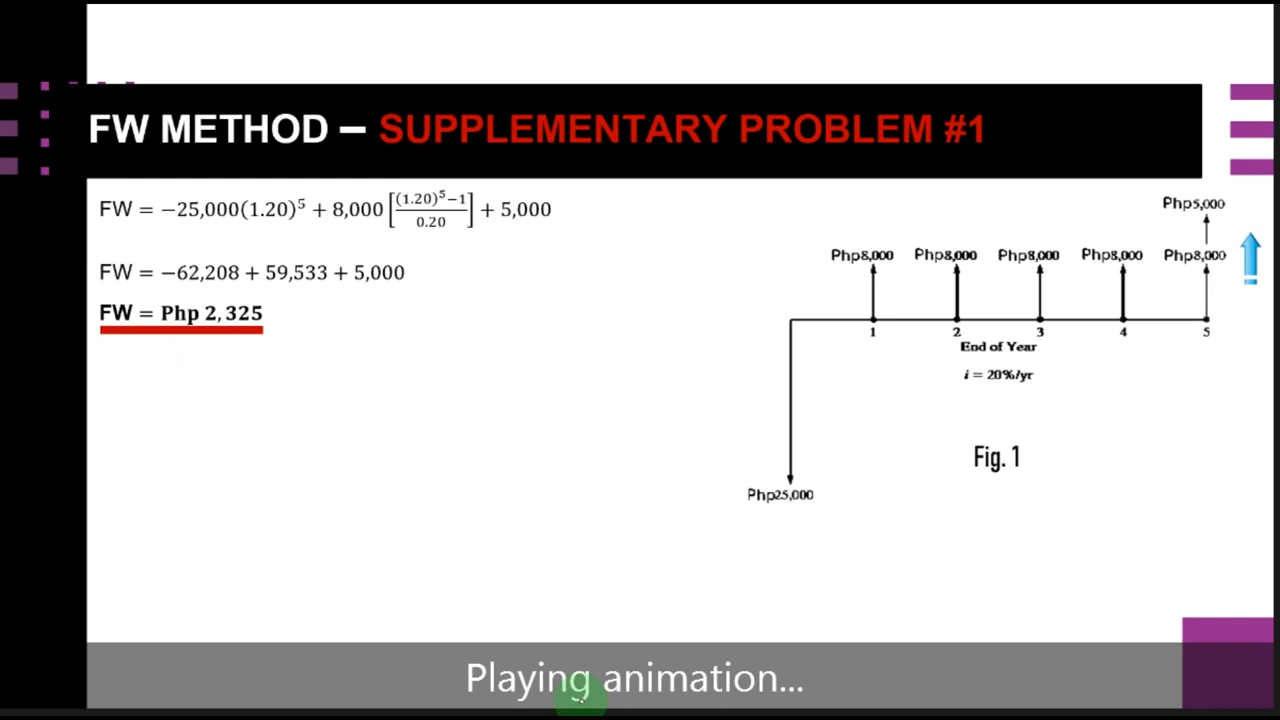 FW METHOD – SUPPLEMENTARY PROBLEM #1
FW = −25,000(1.20)⁵ + 8,000 [((1.20)⁵−1)/0.20] + 5,000
FW = −62,208 + 59,533 + 5,000
FW = Php 2,325
Php5,000
Php8,000 Php8,000 Php8,000 Php8,000 Php8,000
1 2 3 4 5
End of Year
i = 20%/yr
Fig. 1
Php25,000
Playing animation...